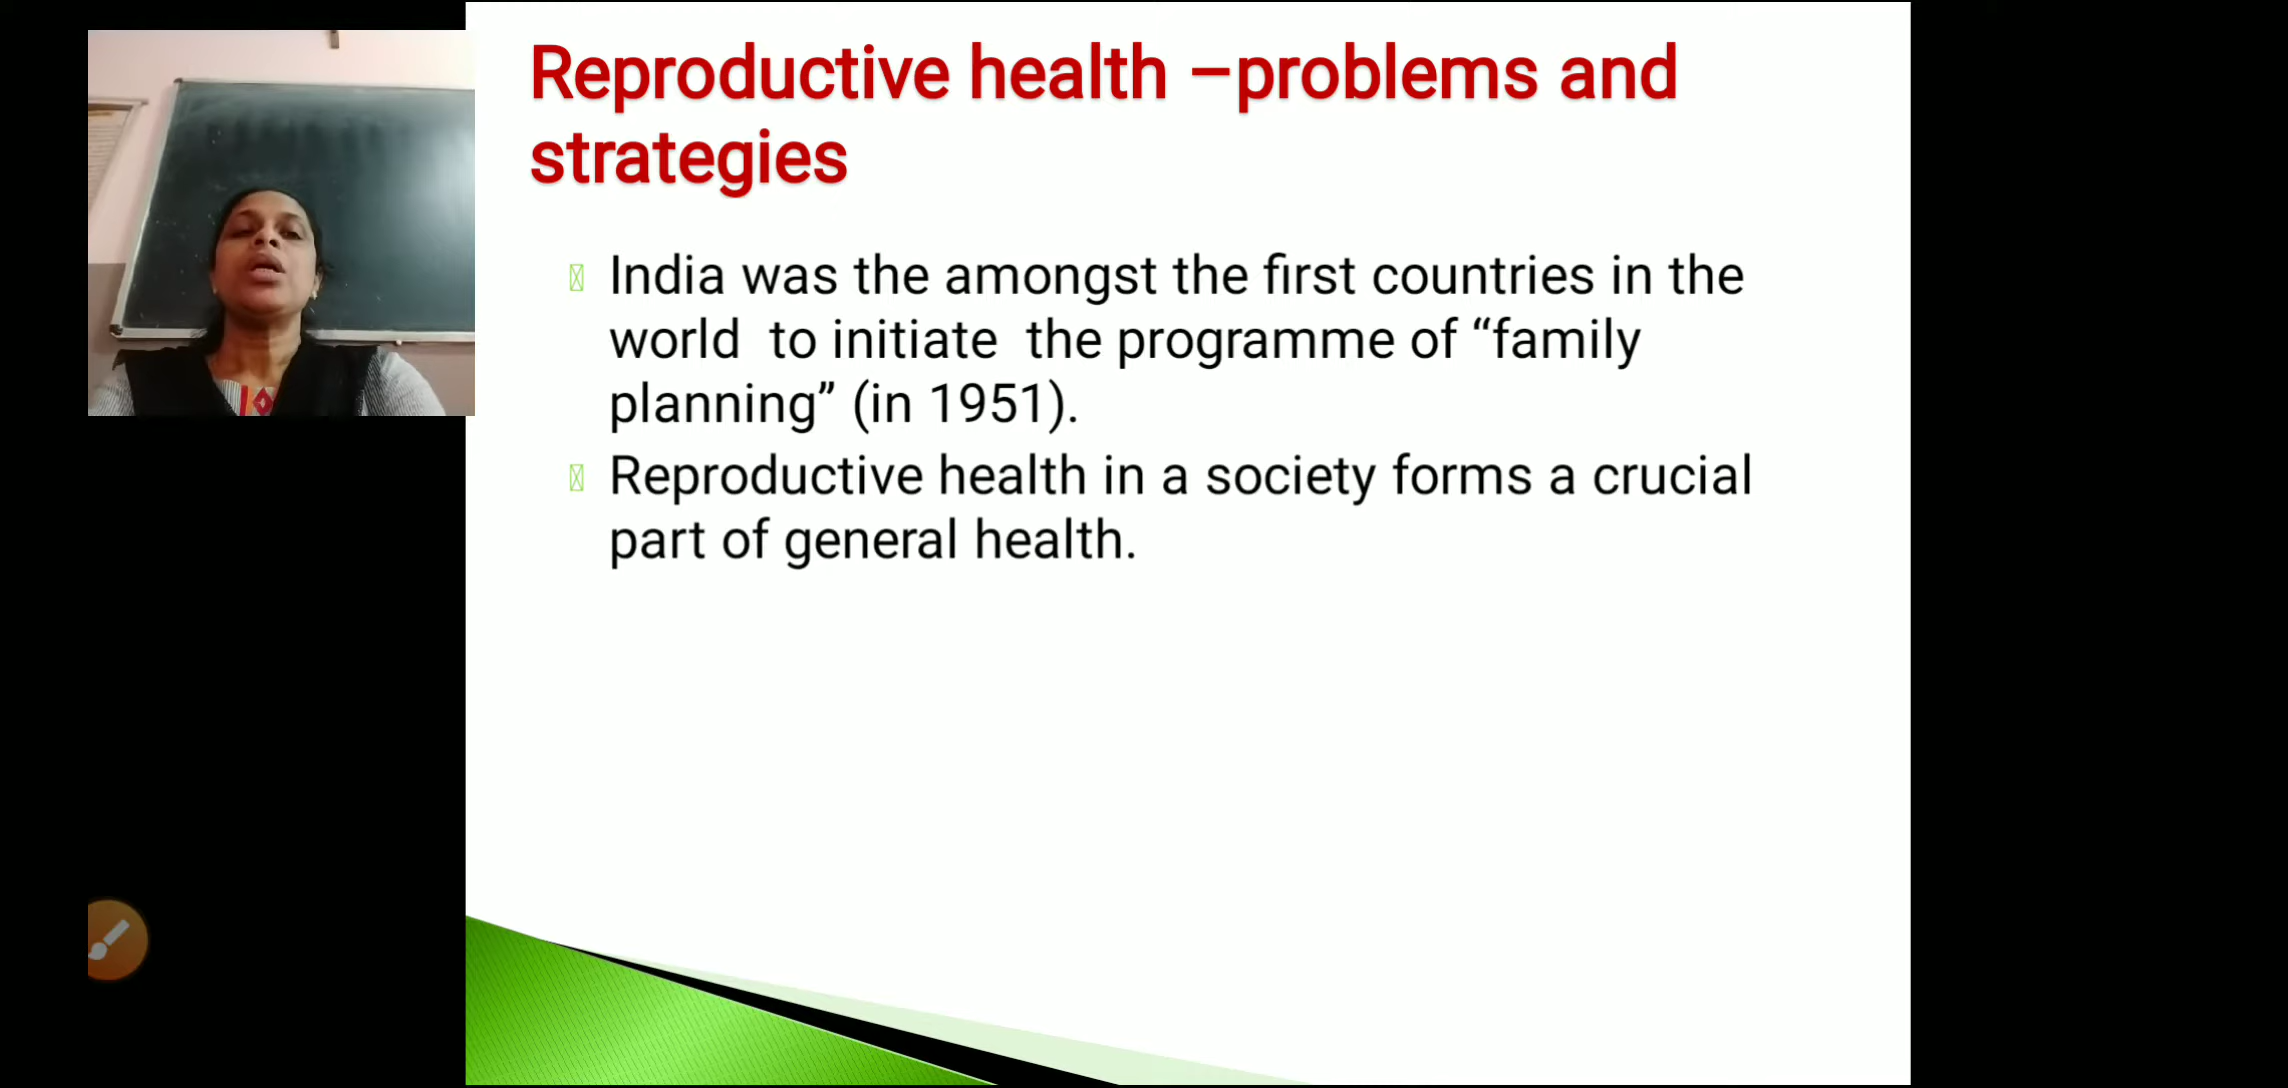 Reproductive health –problems and
strategies
India was the amongst the first countries in the
world  to initiate  the programme of “family
planning” (in 1951).
Reproductive health in a society forms a crucial
part of general health.